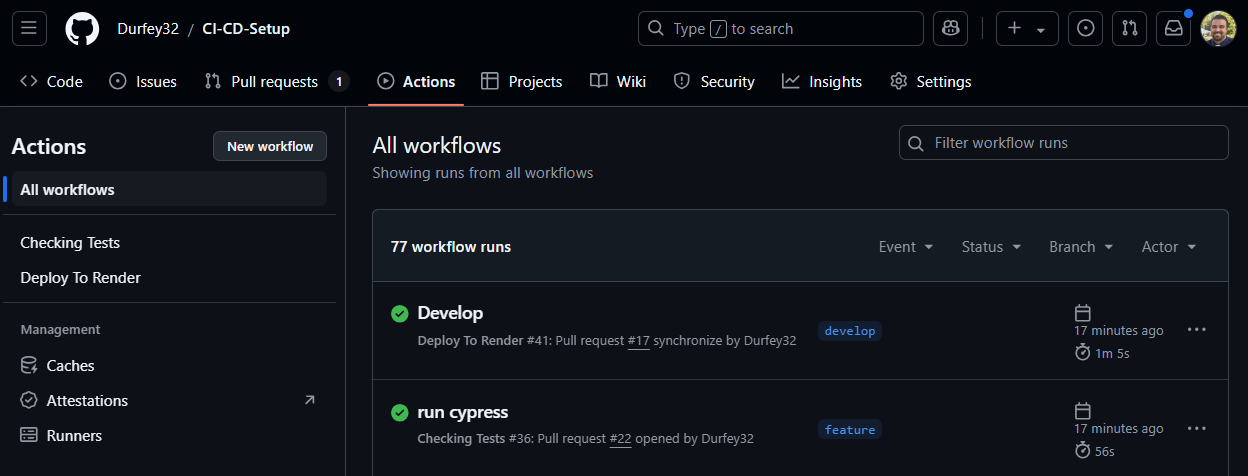 Durfey32 / CI-CD-Setup
Type / to search
Code
Issues
Pull requests 1
Actions
Projects
Wiki
Security
Insights
Settings
Actions
New workflow
All workflows
Checking Tests
Deploy To Render
Management
Caches
Attestations
Runners
All workflows
Showing runs from all workflows
Filter workflow runs
77 workflow runs
Event
Status
Branch
Actor
Develop
Deploy To Render #41: Pull request #17 synchronize by Durfey32
develop
17 minutes ago
1m 5s
run cypress
Checking Tests #36: Pull request #22 opened by Durfey32
feature
17 minutes ago
56s